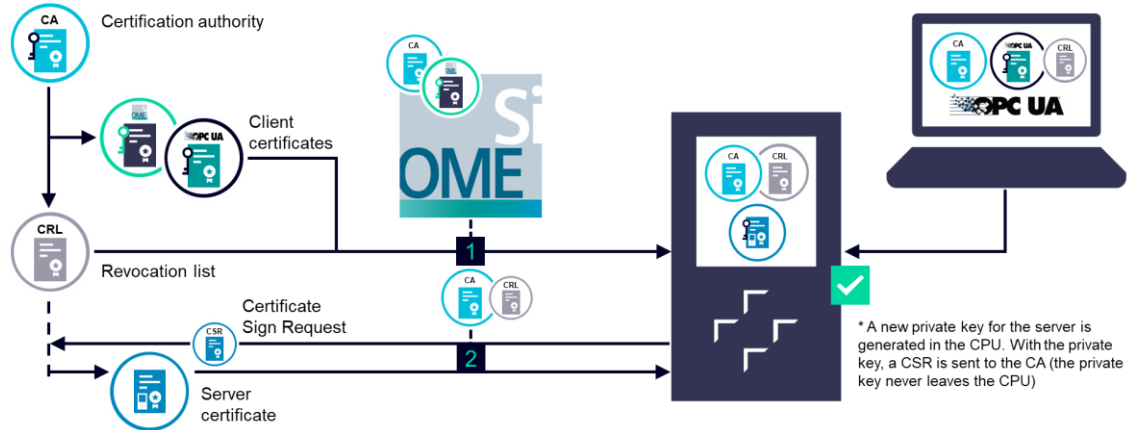 CA
Certification authority
OME
OPC UA
Client
certificates
CRL
Revocation list
CA
OME
Si
OME
1
CA
CRL
Certificate
Sign Request
CSR
2
Server
certificate
CA
CRL
CA
OPC UA
CRL
OPC UA
* A new private key for the server is
generated in the CPU. With the private
key, a CSR is sent to the CA (the private
key never leaves the CPU)